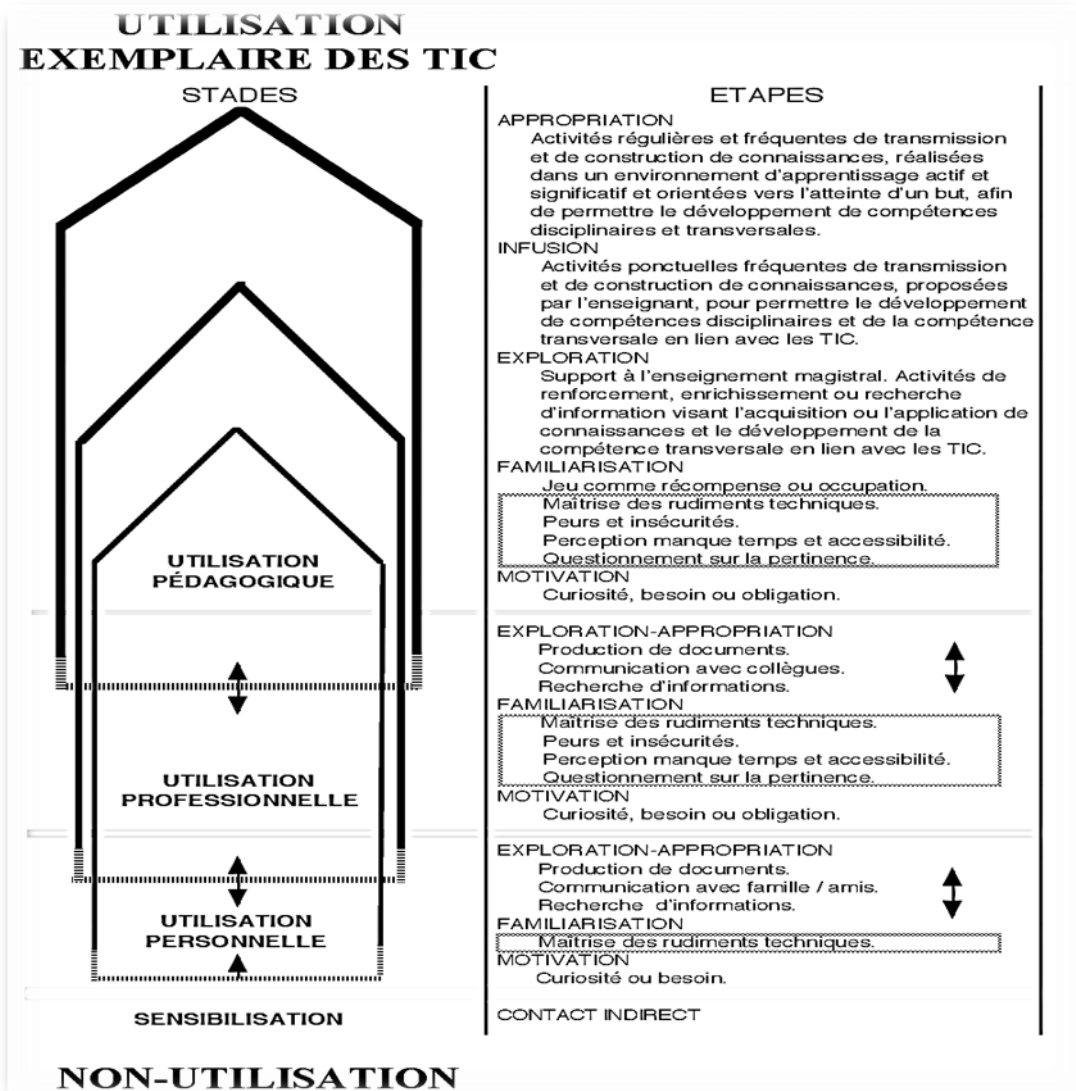 UTILISATION
EXEMPLAIRE DES TIC
STADES
ETAPES
APPROPRIATION
Activités régulières et fréquentes de transmission
et de construction de connaissances, réalisées
dans un environnement d'apprentissage actif et
significatif et orientées vers l'atteinte d'un but, afin
de permettre le développement de compétences
disciplinaires et transversales.
INFUSION
Activités ponctuelles fréquentes de transmission
et de construction de connaissances, proposées
par l'enseignant, pour permettre le développement
de compétences disciplinaires et de la compétence
transversale en lien avec les TIC.
EXPLORATION
Support à l'enseignement magistral. Activités de
renforcement, enrichissement ou recherche
d'information visant l'acquisition ou l'application de
connaissances et le développement de la
compétence transversale en lien avec les TIC.
FAMILIARISATION
Jeu comme récompense ou occupation.
Maîtrise des rudiments techniques.
Peurs et insécurités.
Perception manque temps et accessibilité.
Questionnement sur la pertinence.
MOTIVATION
Curiosité, besoin ou obligation.
UTILISATION
PÉDAGOGIQUE
EXPLORATION-APPROPRIATION
Production de documents.
Communication avec collègues.
Recherche d'informations.
FAMILIARISATION
Maîtrise des rudiments techniques.
Peurs et insécurités.
Perception manque temps et accessibilité.
Questionnement sur la pertinence.
MOTIVATION
Curiosité, besoin ou obligation.
UTILISATION
PROFESSIONNELLE
EXPLORATION-APPROPRIATION
Production de documents.
Communication avec famille / amis.
Recherche d'informations.
FAMILIARISATION
Maîtrise des rudiments techniques.
MOTIVATION
Curiosité ou besoin.
UTILISATION
PERSONNELLE
SENSIBILISATION
CONTACT INDIRECT
NON-UTILISATION